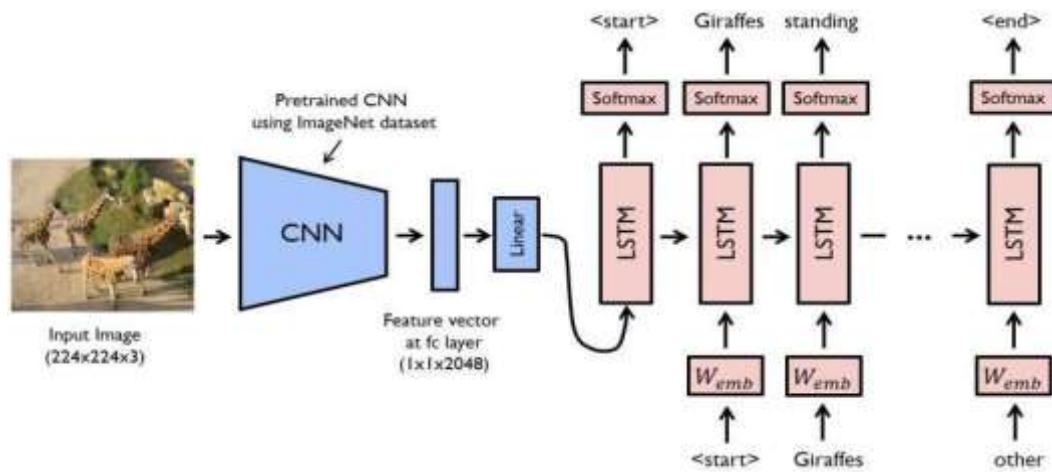 <start> Giraffes standing <end>
Softmax Softmax Softmax Softmax
Pretrained CNN
using ImageNet dataset
CNN
Linear
LSTM LSTM LSTM ... LSTM
Input Image
(224x224x3)
Feature vector
at fc layer
(1x1x2048)
W_emb W_emb W_emb
<start> Giraffes other